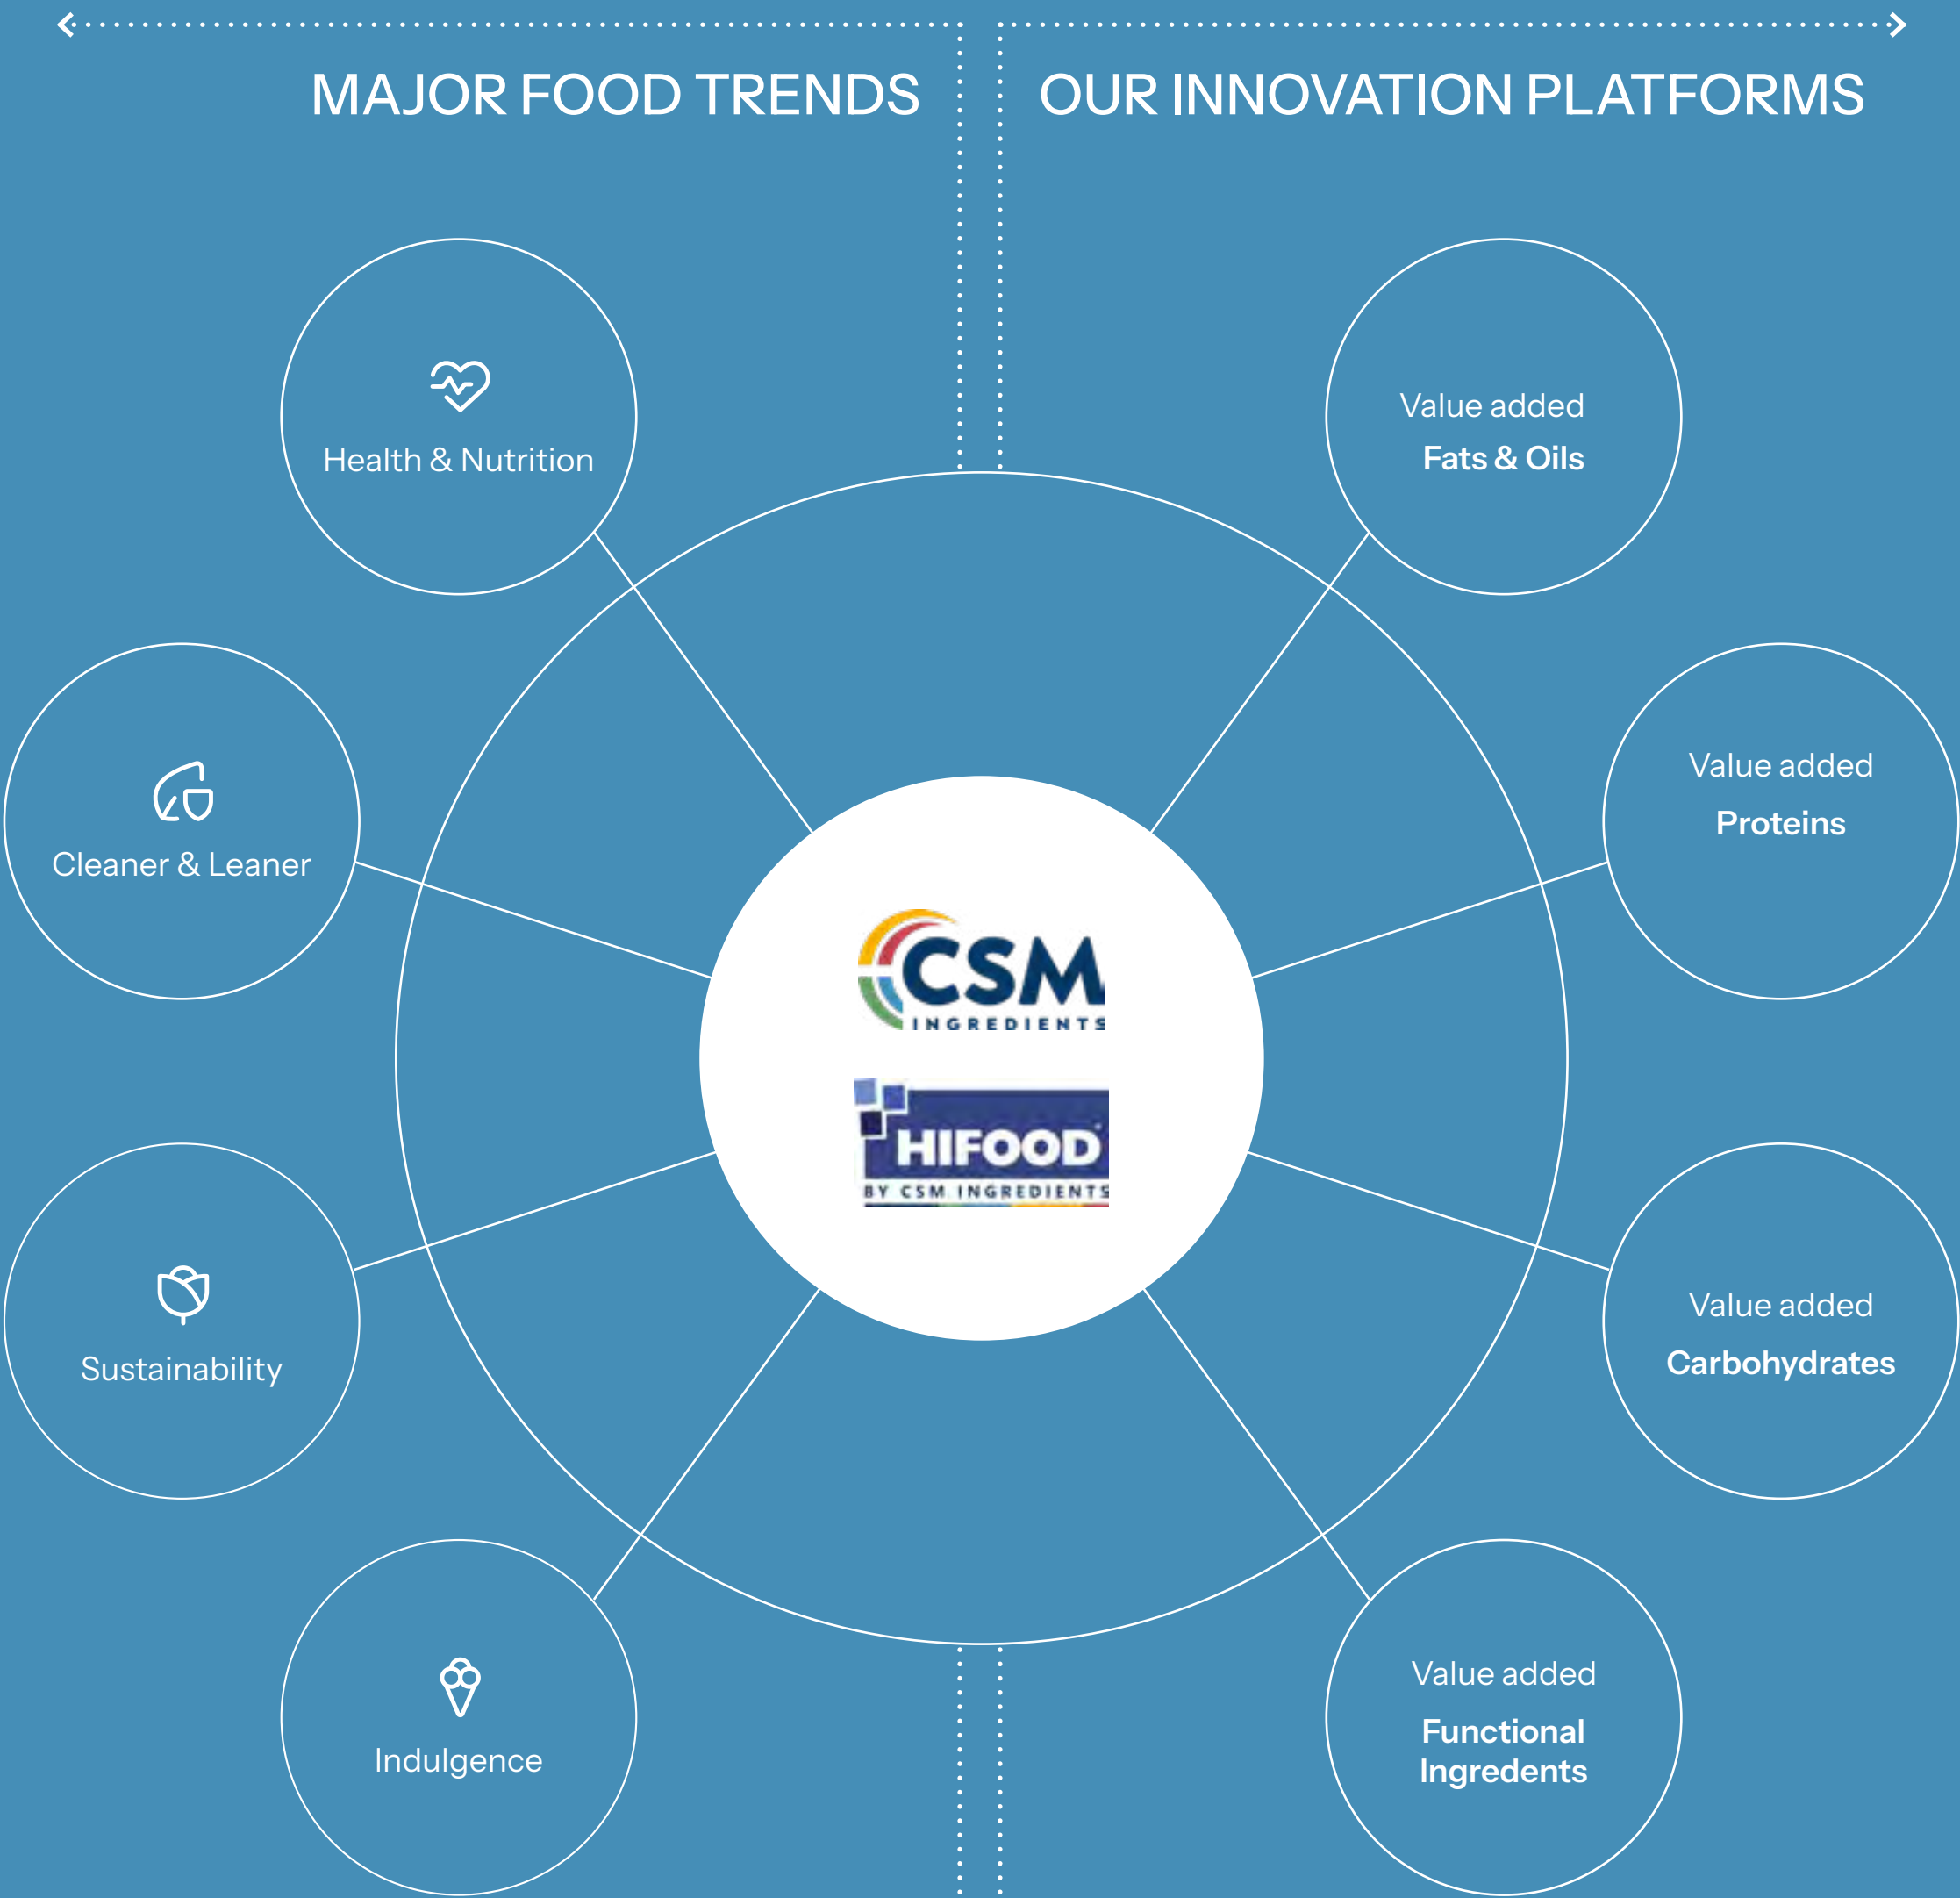 MAJOR FOOD TRENDS
OUR INNOVATION PLATFORMS
Health & Nutrition
Cleaner & Leaner
Sustainability
Indulgence
CSM
INGREDIENTS
HIFOOD
BY CSM INGREDIENTS
Value added
Fats & Oils
Value added
Proteins
Value added
Carbohydrates
Value added
Functional
Ingredents